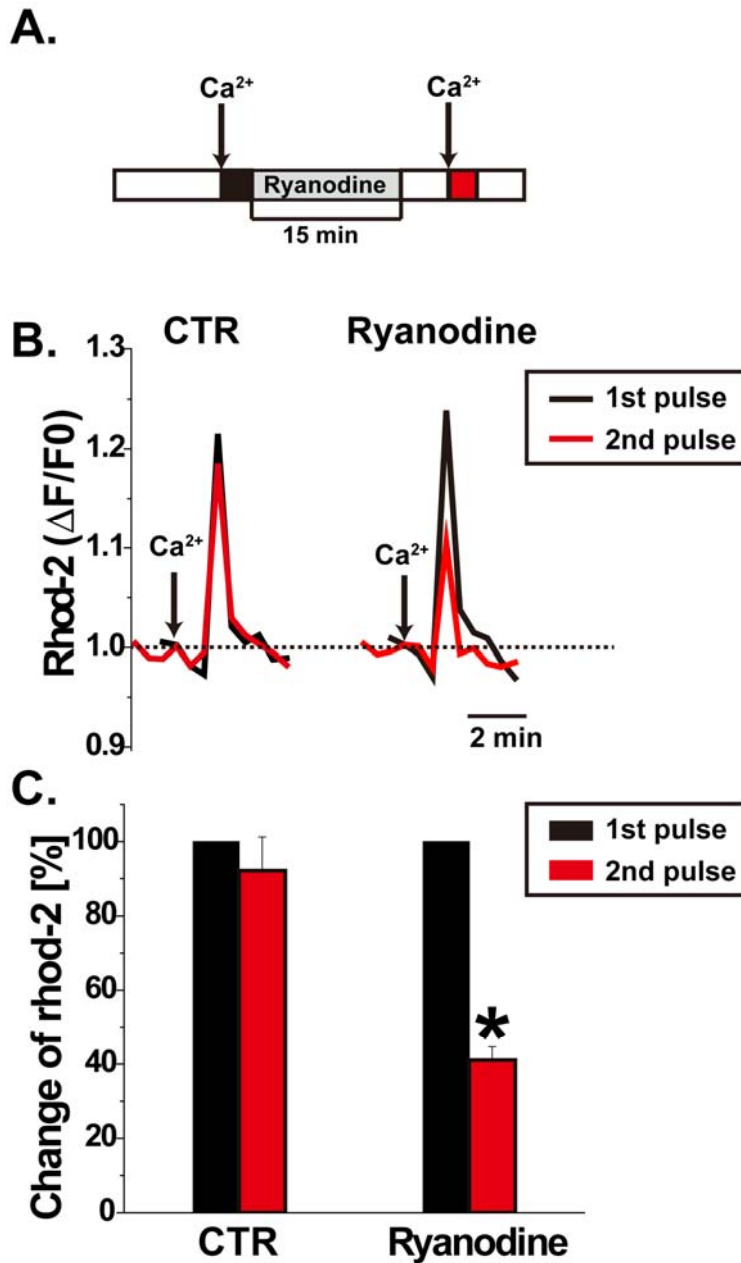 A.
Ca²⁺ Ca²⁺
Ryanodine
15 min
B.
CTR Ryanodine
1st pulse
2nd pulse
Rhod-2 (ΔF/F0)
1.3
1.2
1.1
1.0
0.9
Ca²⁺ Ca²⁺
2 min
C.
1st pulse
2nd pulse
Change of rhod-2 [%]
100
80
60
40
20
0
*
CTR Ryanodine